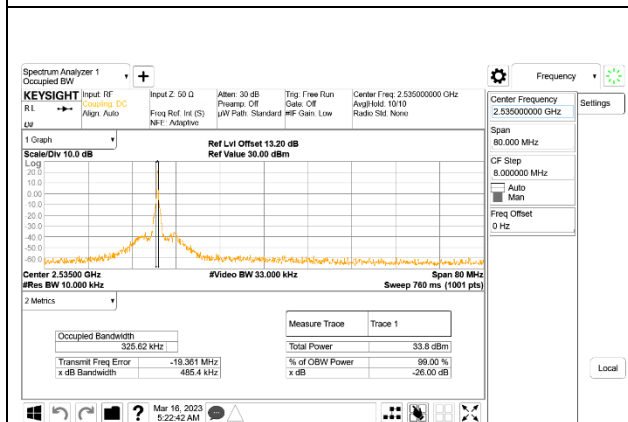 Spectrum Analyzer 1
Occupied BW
Frequency
KEYSIGHT Input: RF Input Z: 50 Ω Atten: 30 dB Trig: Free Run Center Freq: 2.535000000 GHz
RL Coupling: DC Preamp: Off Gate: Off Avg|Hold: 10/10
Align: Auto Freq Ref: Int (S) µW Path: Standard #IF Gain: Low Radio Std: None
NFE: Adaptive
Center Frequency
2.535000000 GHz
Settings
Span
80.000 MHz
CF Step
8.000000 MHz
Auto
Man
Freq Offset
0 Hz
1 Graph
Ref Lvl Offset 13.20 dB
Scale/Div 10.0 dB Ref Value 30.00 dBm
Log
20.0
10.0
0.00
-10.0
-20.0
-30.0
-40.0
-50.0
-60.0
Center 2.53500 GHz #Video BW 33.000 kHz Span 80 MHz
#Res BW 10.000 kHz Sweep 760 ms (1001 pts)
2 Metrics
Measure Trace Trace 1
Occupied Bandwidth
325.62 kHz Total Power 33.8 dBm
Transmit Freq Error -19.361 MHz % of OBW Power 99.00 %
x dB Bandwidth 485.4 kHz x dB -26.00 dB
Local
? Mar 16, 2023
5:22:42 AM